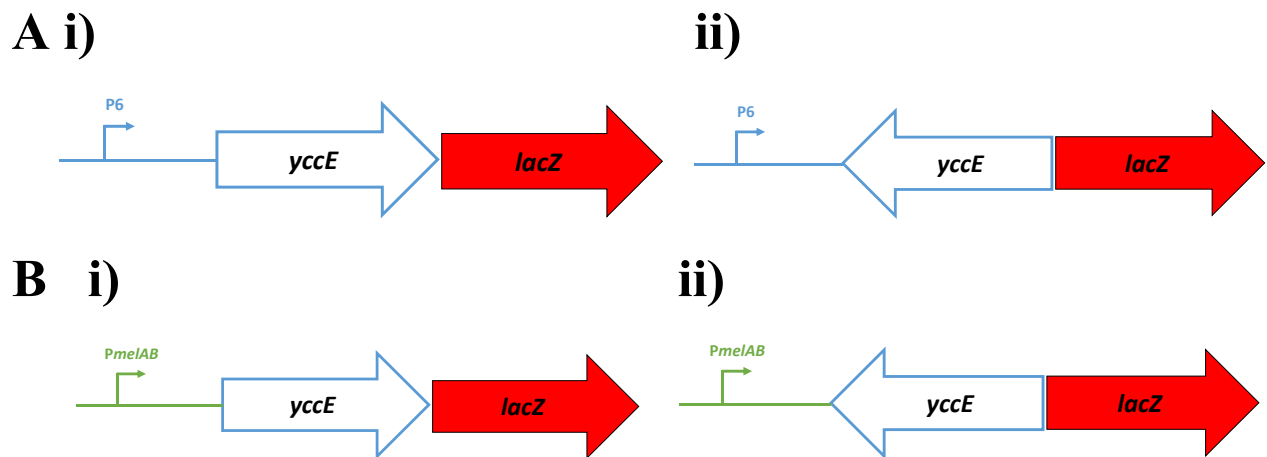 A i) ii)
P6 P6
yccE lacZ yccE lacZ
B i) ii)
PmelAB PmelAB
yccE lacZ yccE lacZ